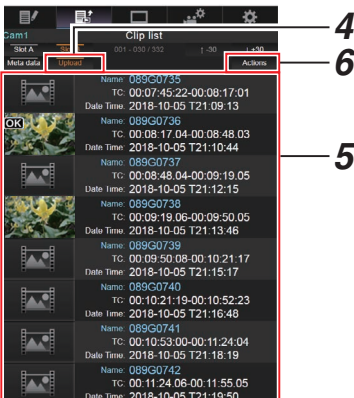 Cam1 Clip list
Slot A Slot 001 - 030 / 332 ↑ -30 ↓ +30
4
Meta data Upload Actions
6
Name: 089G0735
TC: 00:07:45:22-00:08:17:01
Date Time: 2018-10-05 T21:09:13
OK
Name: 089G0736
TC: 00:08:17.04-00:08:48.03
Date Time: 2018-10-05 T21:10:44
5
Name: 089G0737
TC: 00:08:48.04-00:09:19.05
Date Time: 2018-10-05 T21:12:15
Name: 089G0738
TC: 00:09:19.06-00:09:50.05
Date Time: 2018-10-05 T21:13:46
Name: 089G0739
TC: 00:09:50:08-00:10:21:17
Date Time: 2018-10-05 T21:15:17
Name: 089G0740
TC: 00:10:21:19-00:10:52:23
Date Time: 2018-10-05 T21:16:48
Name: 089G0741
TC: 00:10:53:00-00:11:24:04
Date Time: 2018-10-05 T21:18:19
Name: 089G0742
TC: 00:11:24.06-00:11:55.05
Date Time: 2018-10-05 T21:19:50